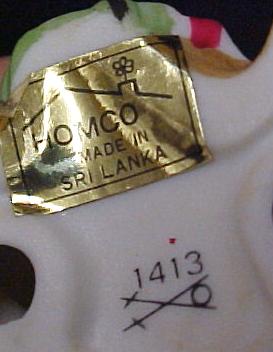 HOMCO
MADE IN
SRI LANKA
1413